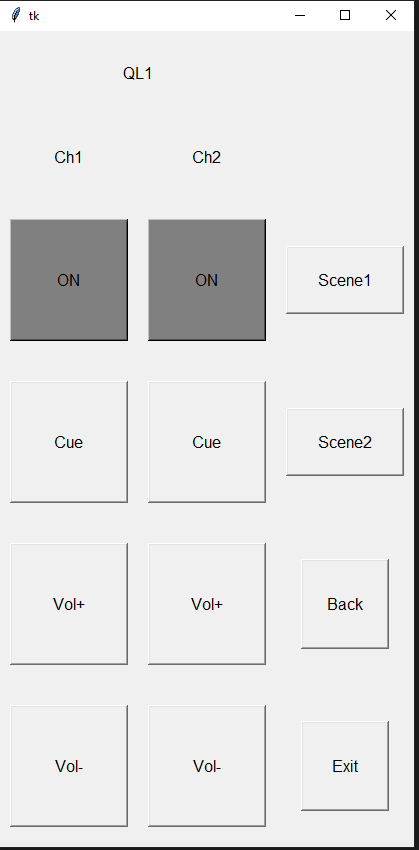 tk
QL1
Ch1 Ch2
ON ON Scene1
Cue Cue Scene2
Vol+ Vol+ Back
Vol- Vol- Exit